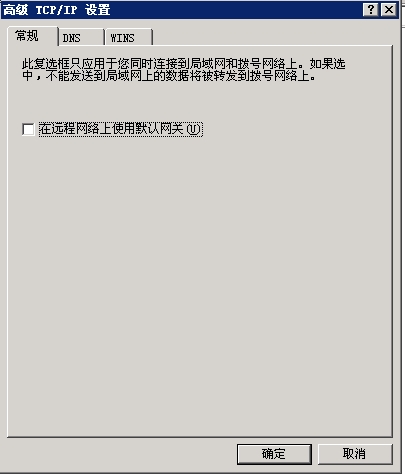 高级 TCP/IP 设置
常规 DNS WINS
此复选框只应用于您同时连接到局域网和拨号网络上。如果选
中，不能发送到局域网上的数据将被转发到拨号网络上。
在远程网络上使用默认网关(U)
确定 取消